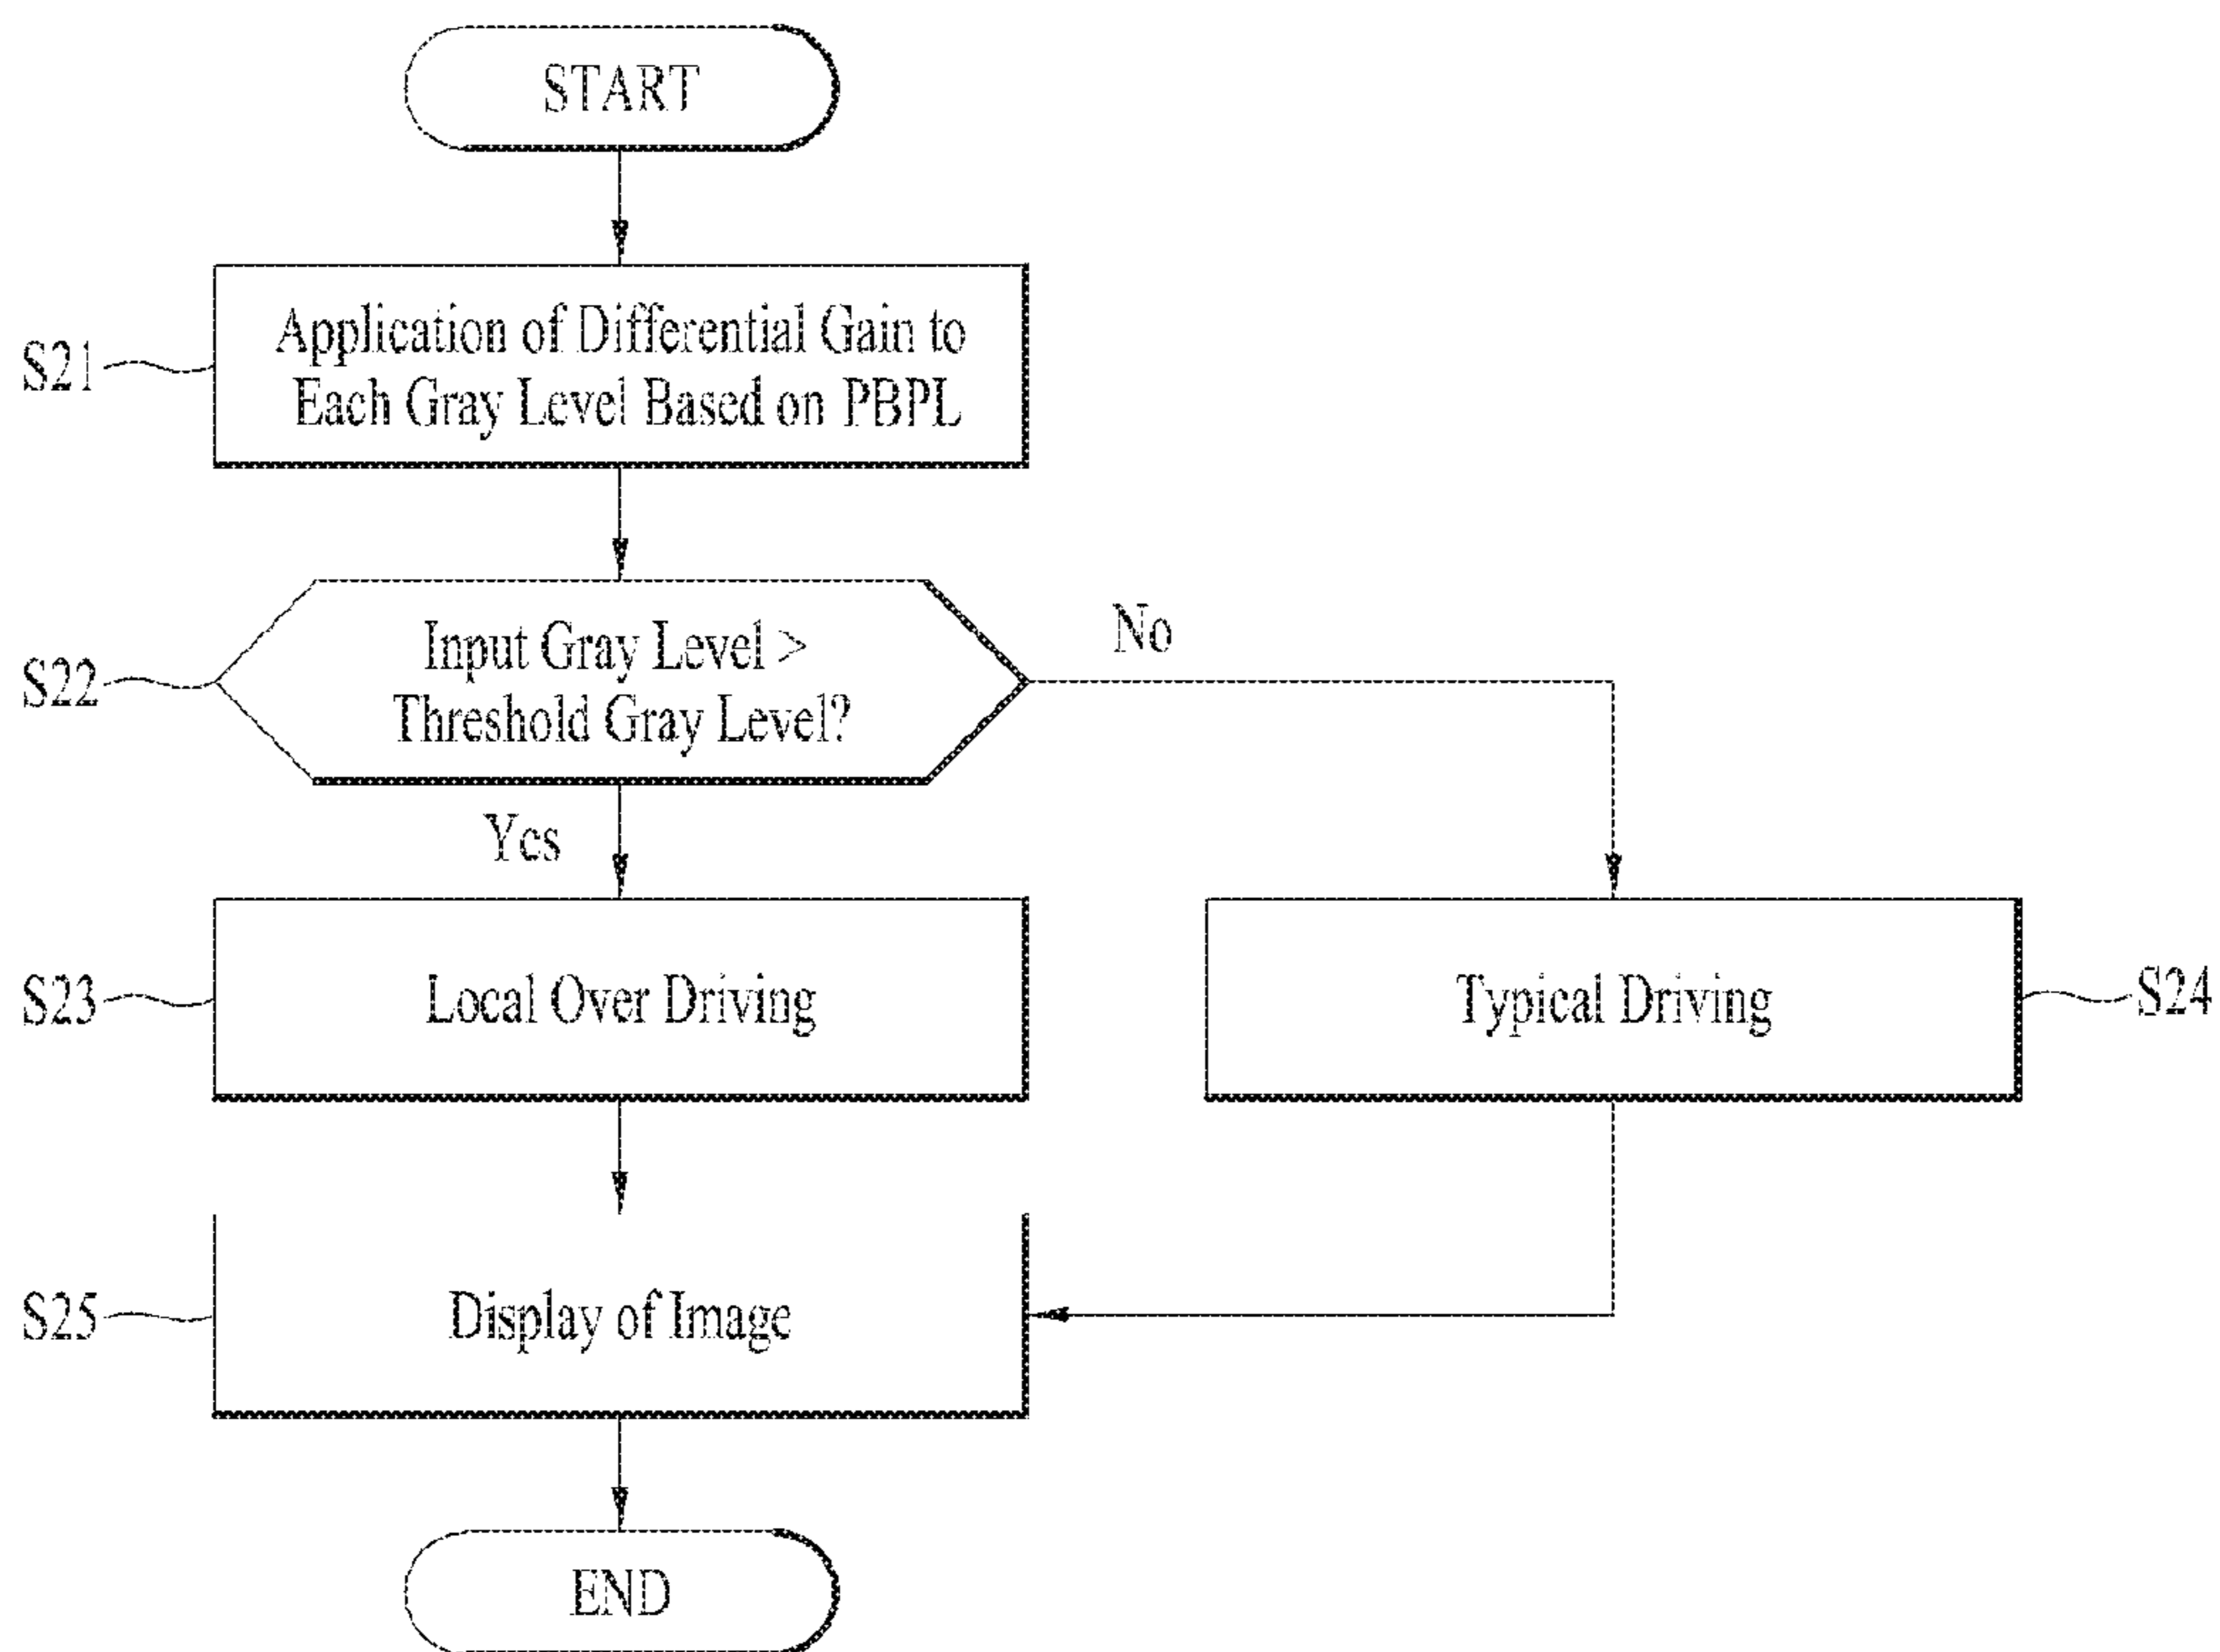 START
S21
Application of Differential Gain to
Each Gray Level Based on PBPL
S22
Input Gray Level >
Threshold Gray Level?
No
Yes
S23
Local Over Driving
Typical Driving
S24
S25
Display of Image
END